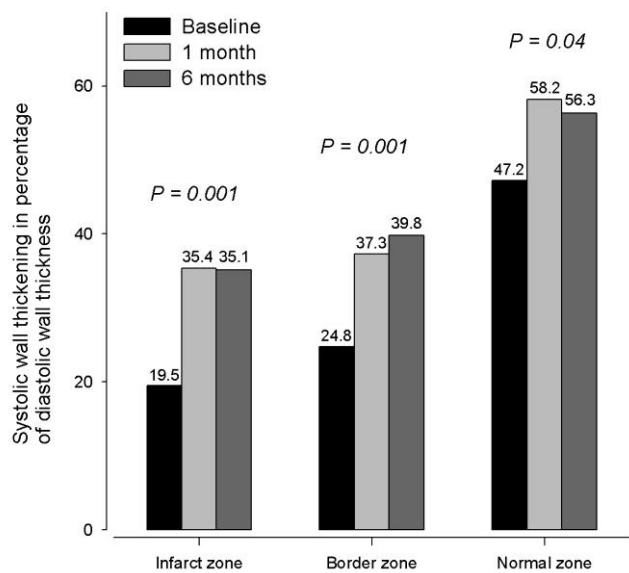 Baseline
1 month
6 months
P = 0.04
P = 0.001
P = 0.001
Systolic wall thickening in percentage
of diastolic wall thickness
60
40
20
0
19.5
35.4
35.1
24.8
37.3
39.8
47.2
58.2
56.3
Infarct zone
Border zone
Normal zone